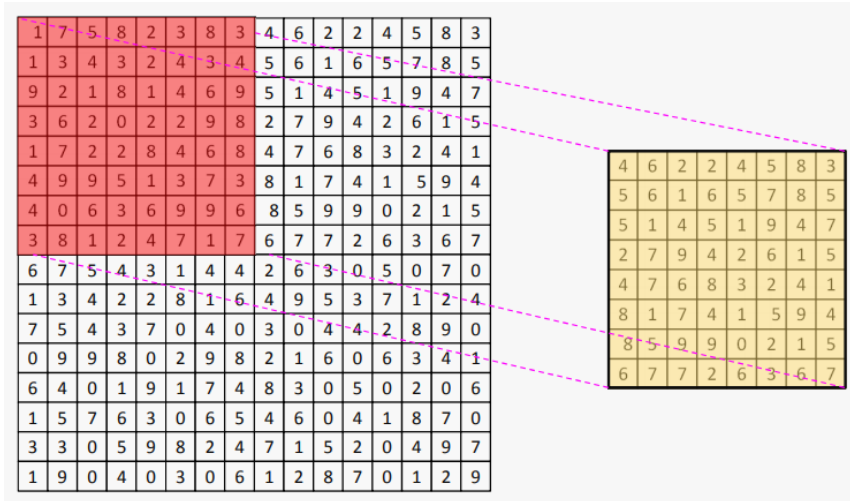 1 7 5 8 2 3 8 3 4 6 2 2 4 5 8 3
1 3 4 3 2 4 3 4 5 6 1 6 5 7 8 5
9 2 1 8 1 4 6 9 5 1 4 5 1 9 4 7
3 6 2 0 2 2 9 8 2 7 9 4 2 6 1 5
1 7 2 2 8 4 6 8 4 7 6 8 3 2 4 1
4 9 9 5 1 3 7 3 8 1 7 4 1 5 9 4
4 0 6 3 6 9 9 6 8 5 9 9 0 2 1 5
3 8 1 2 4 7 1 7 6 7 7 2 6 3 6 7
6 7 5 4 3 1 4 4 2 6 3 0 5 0 7 0
1 3 4 2 2 8 1 6 4 9 5 3 7 1 2 4
7 5 4 3 7 0 4 0 3 0 4 4 2 8 9 0
0 9 9 8 0 2 9 8 2 1 6 0 6 3 4 1
6 4 0 1 9 1 7 4 8 3 0 5 0 2 0 6
1 5 7 6 3 0 6 5 4 6 0 4 1 8 7 0
3 3 0 5 9 8 2 4 7 1 5 2 0 4 9 7
1 9 0 4 0 3 0 6 1 2 8 7 0 1 2 9
4 6 2 2 4 5 8 3
5 6 1 6 5 7 8 5
5 1 4 5 1 9 4 7
2 7 9 4 2 6 1 5
4 7 6 8 3 2 4 1
8 1 7 4 1 5 9 4
8 5 9 9 0 2 1 5
6 7 7 2 6 3 6 7